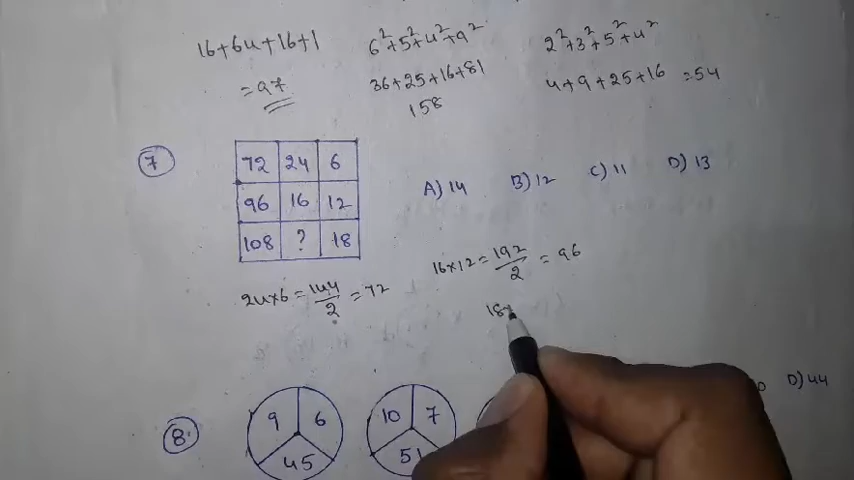 16+64+16+1
= 97
6²+5²+4²+9²
36+25+16+81
158
2²+3²+5²+4²
4+9+25+16 = 54
7
72 24 6
96 16 12
108 ? 18
A) 14 B) 12 C) 11 D) 13
24×6 = 144/2 = 72
16×12 = 192/2 = 96
18
8.
9 6 45
10 7 51
D) 44